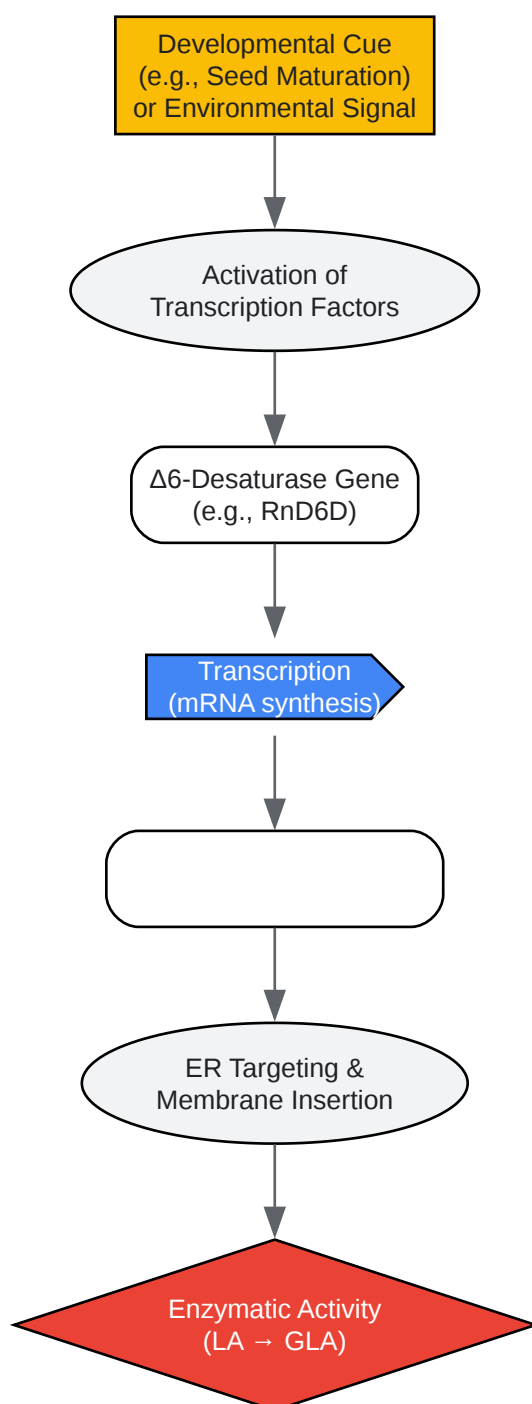 Developmental Cue
(e.g., Seed Maturation)
or Environmental Signal
Activation of
Transcription Factors
Δ6-Desaturase Gene
(e.g., RnD6D)
Transcription
(mRNA synthesis)
ER Targeting &
Membrane Insertion
Enzymatic Activity
(LA → GLA)